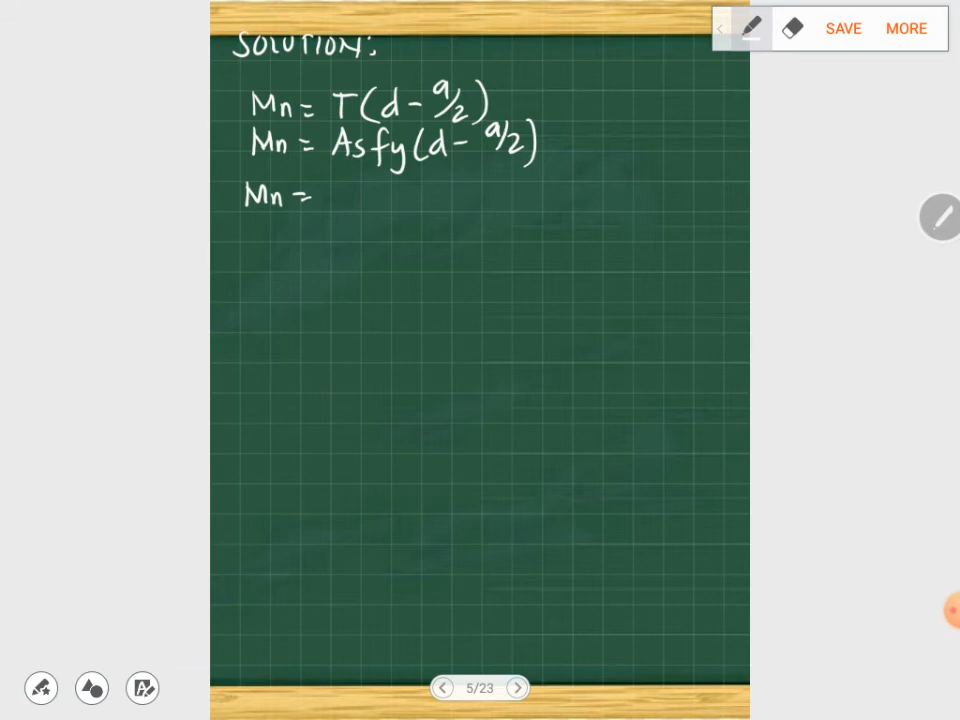 SAVE MORE
SOLUTION:
Mn = T(d - a/2)
Mn = Asfy(d - a/2)
Mn =
5/23